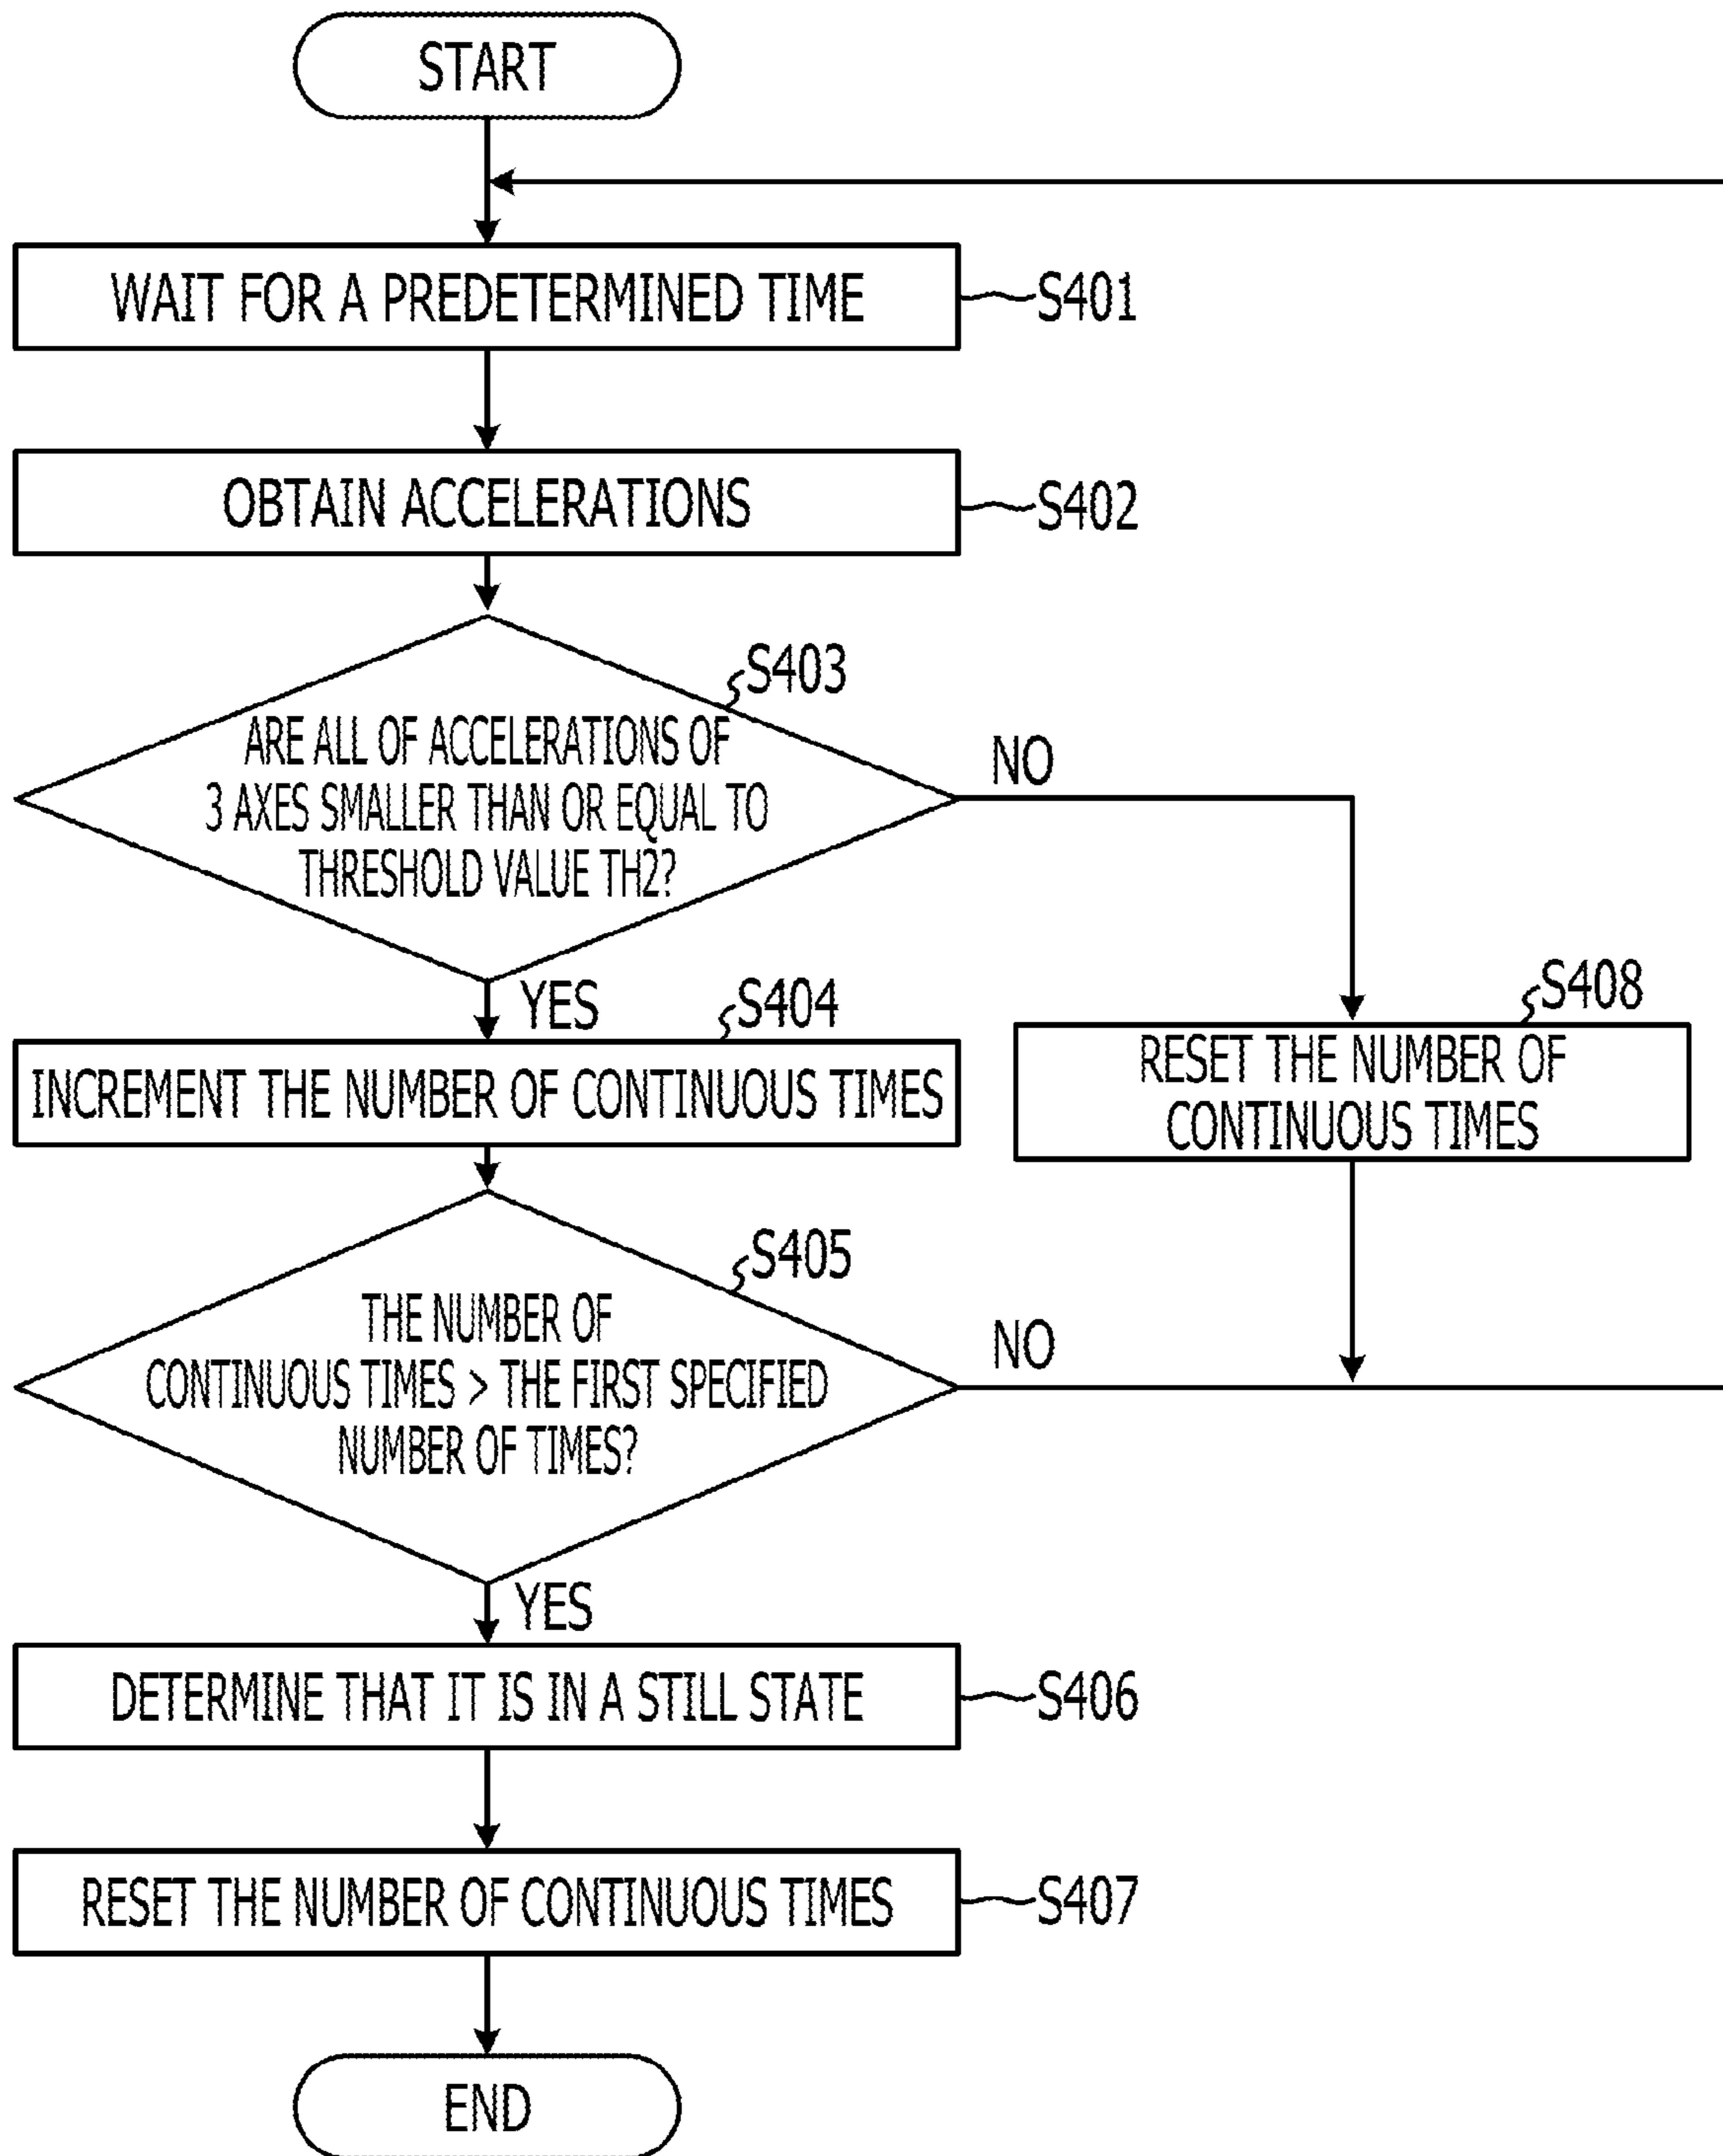 START
WAIT FOR A PREDETERMINED TIME
S401
OBTAIN ACCELERATIONS
S402
S403
ARE ALL OF ACCELERATIONS OF
3 AXES SMALLER THAN OR EQUAL TO
THRESHOLD VALUE TH2?
NO
YES
S404
INCREMENT THE NUMBER OF CONTINUOUS TIMES
S408
RESET THE NUMBER OF
CONTINUOUS TIMES
S405
THE NUMBER OF
CONTINUOUS TIMES > THE FIRST SPECIFIED
NUMBER OF TIMES?
NO
YES
DETERMINE THAT IT IS IN A STILL STATE
S406
RESET THE NUMBER OF CONTINUOUS TIMES
S407
END